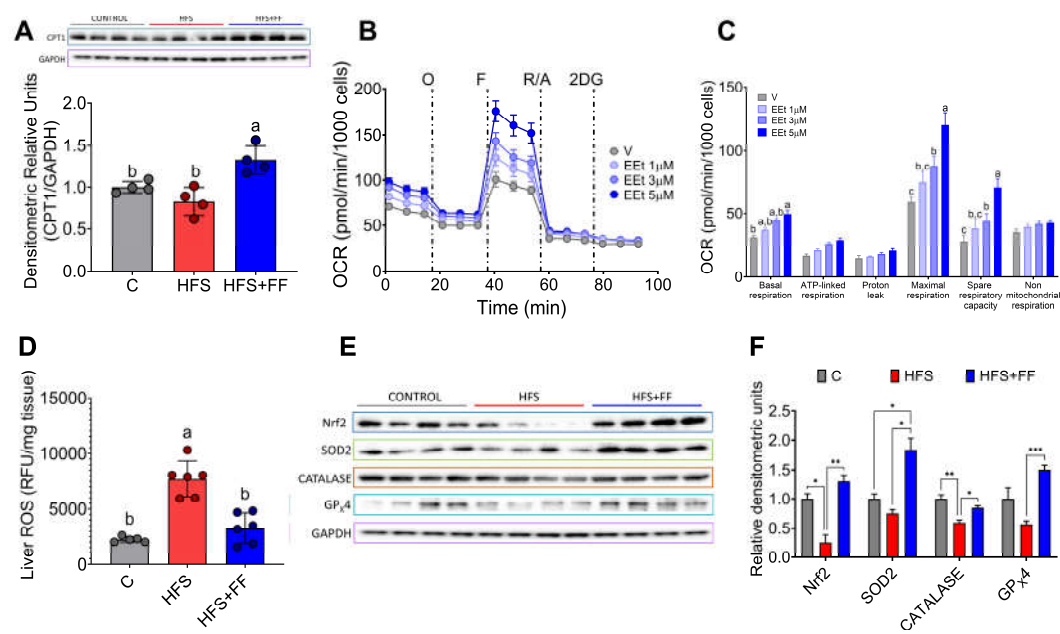 A
CONTROL
HFS
HFS+FF
CPT1
GAPDH
Densitometric Relative Units
(CPT1/GAPDH)
1.5
1.0
0.5
0.0
b
b
a
C
HFS
HFS+FF
B
O
F
R/A
2DG
OCR (pmol/min/1000 cells)
200
150
100
50
0
V
EEt 1µM
EEt 3µM
EEt 5µM
0
20
40
60
80
100
Time (min)
C
V
EEt 1µM
EEt 3µM
EEt 5µM
OCR (pmol/min/1000 cells)
150
100
50
0
b
a,b
a,b
a
c
b,c
b
a
c
b,c
b
a
Basal
respiration
ATP-linked
respiration
Proton
leak
Maximal
respiration
Spare
respiratory
capacity
Non
mitochondrial
respiration
D
Liver ROS (RFU/mg tissue)
15000
10000
5000
0
b
a
b
C
HFS
HFS+FF
E
CONTROL
HFS
HFS+FF
Nrf2
SOD2
CATALASE
GPx4
GAPDH
F
C
HFS
HFS+FF
Relative densitometric units
2.5
2.0
1.5
1.0
0.5
0.0
*
**
*
*
**
*
***
Nrf2
SOD2
CATALASE
GPx4